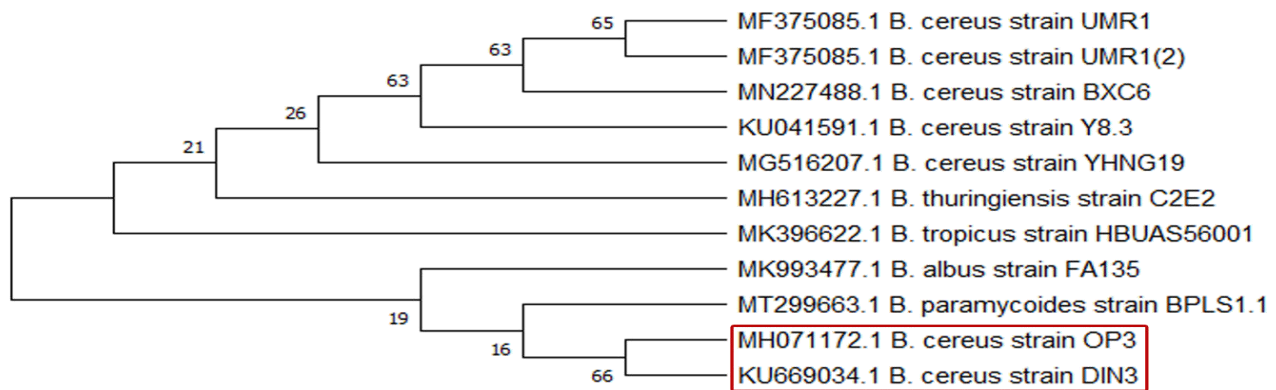 MF375085.1 B. cereus strain UMR1
65
MF375085.1 B. cereus strain UMR1(2)
63
MN227488.1 B. cereus strain BXC6
63
KU041591.1 B. cereus strain Y8.3
26
MG516207.1 B. cereus strain YHNG19
21
MH613227.1 B. thuringiensis strain C2E2
MK396622.1 B. tropicus strain HBUAS56001
MK993477.1 B. albus strain FA135
19
MT299663.1 B. paramycoides strain BPLS1.1
16
MH071172.1 B. cereus strain OP3
66
KU669034.1 B. cereus strain DIN3